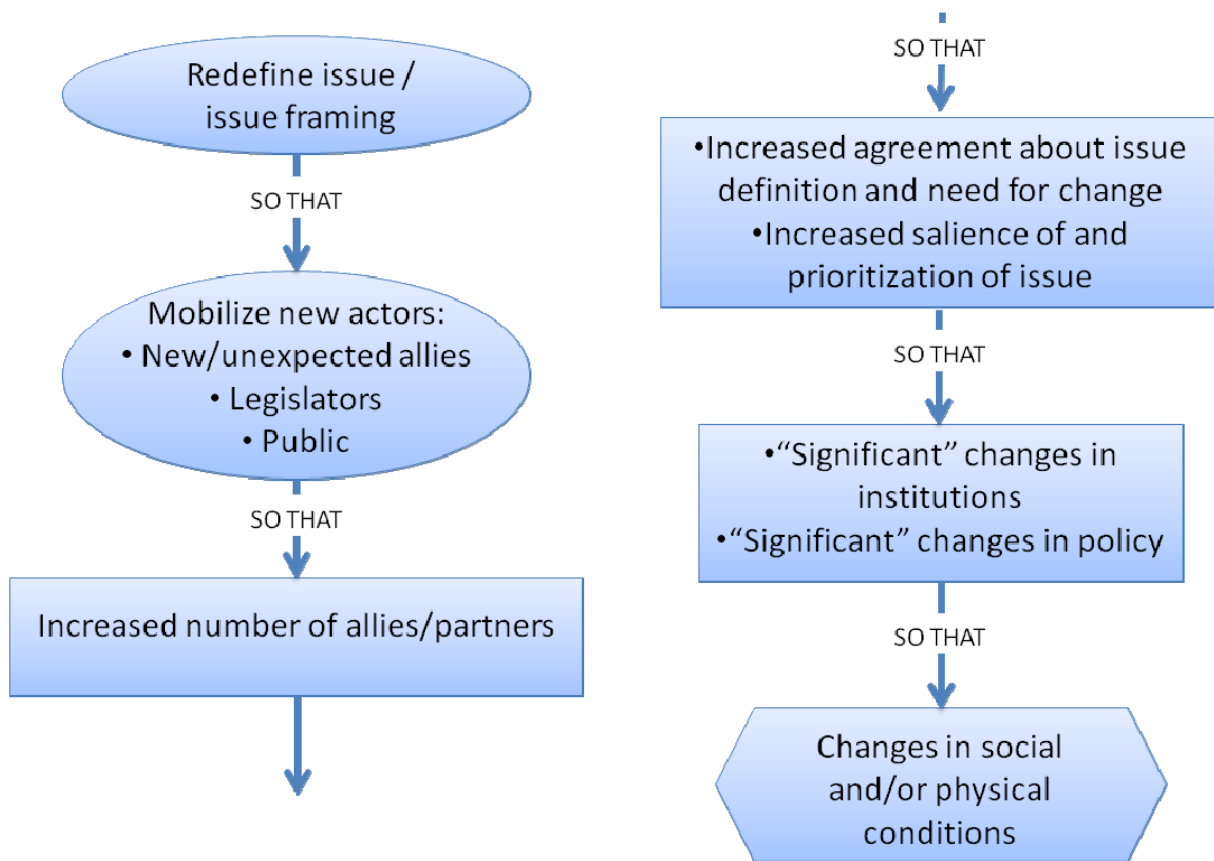 Redefine issue /
issue framing
SO THAT
Mobilize new actors:
• New/unexpected allies
• Legislators
• Public
SO THAT
Increased number of allies/partners
SO THAT
•Increased agreement about issue
definition and need for change
•Increased salience of and
prioritization of issue
SO THAT
•“Significant” changes in
institutions
•“Significant” changes in policy
SO THAT
Changes in social
and/or physical
conditions